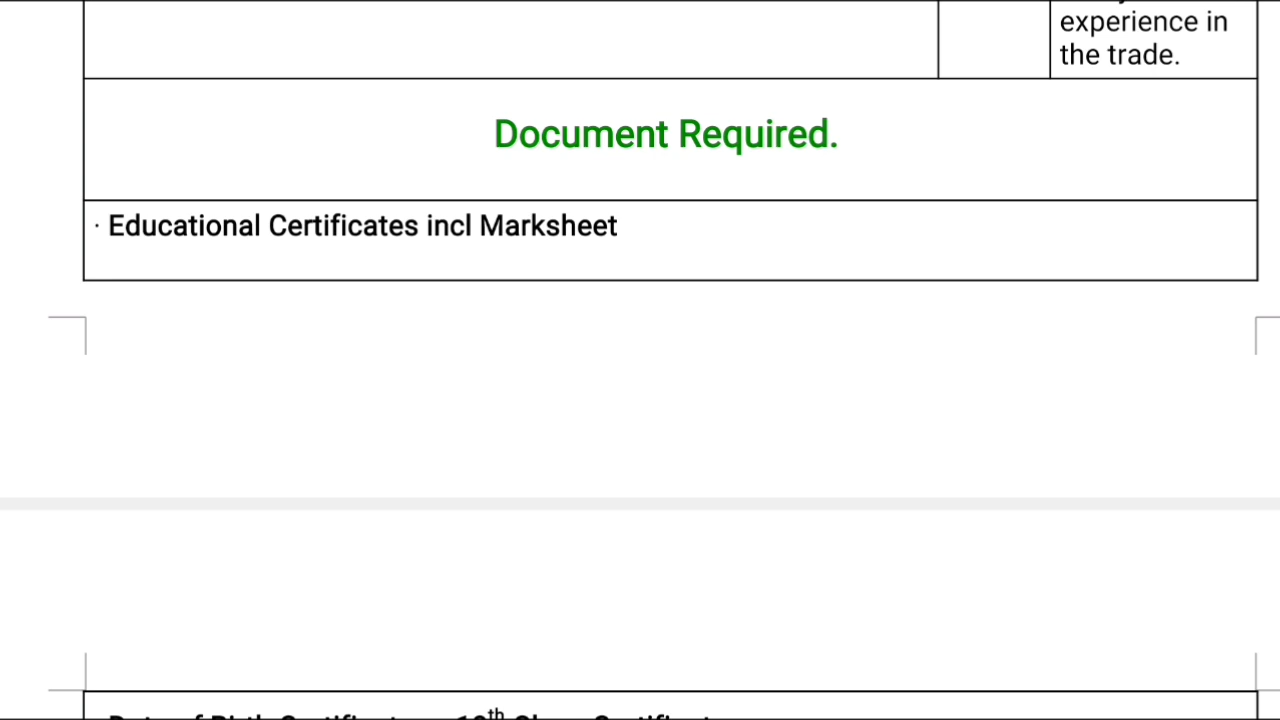 experience in
the trade.
Document Required.
· Educational Certificates incl Marksheet